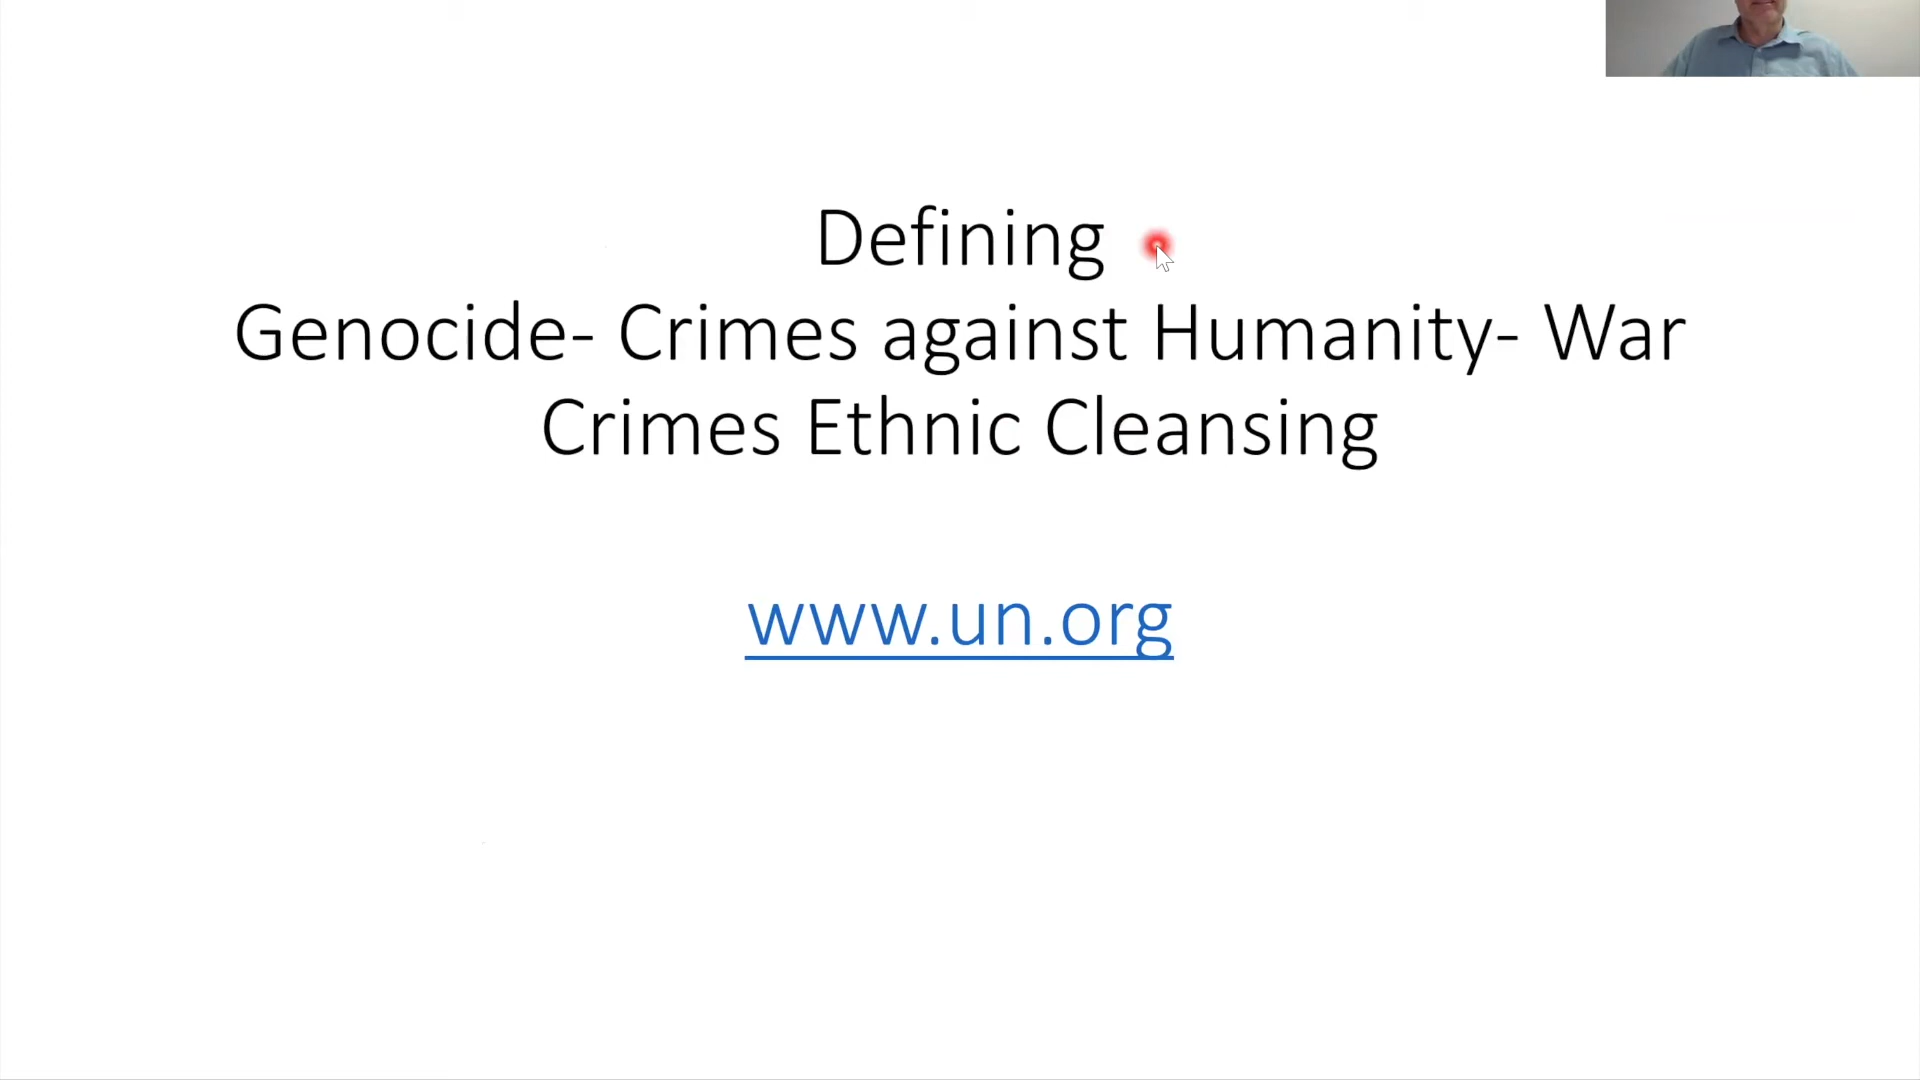 Defining
Genocide- Crimes against Humanity- War
Crimes Ethnic Cleansing
www.un.org